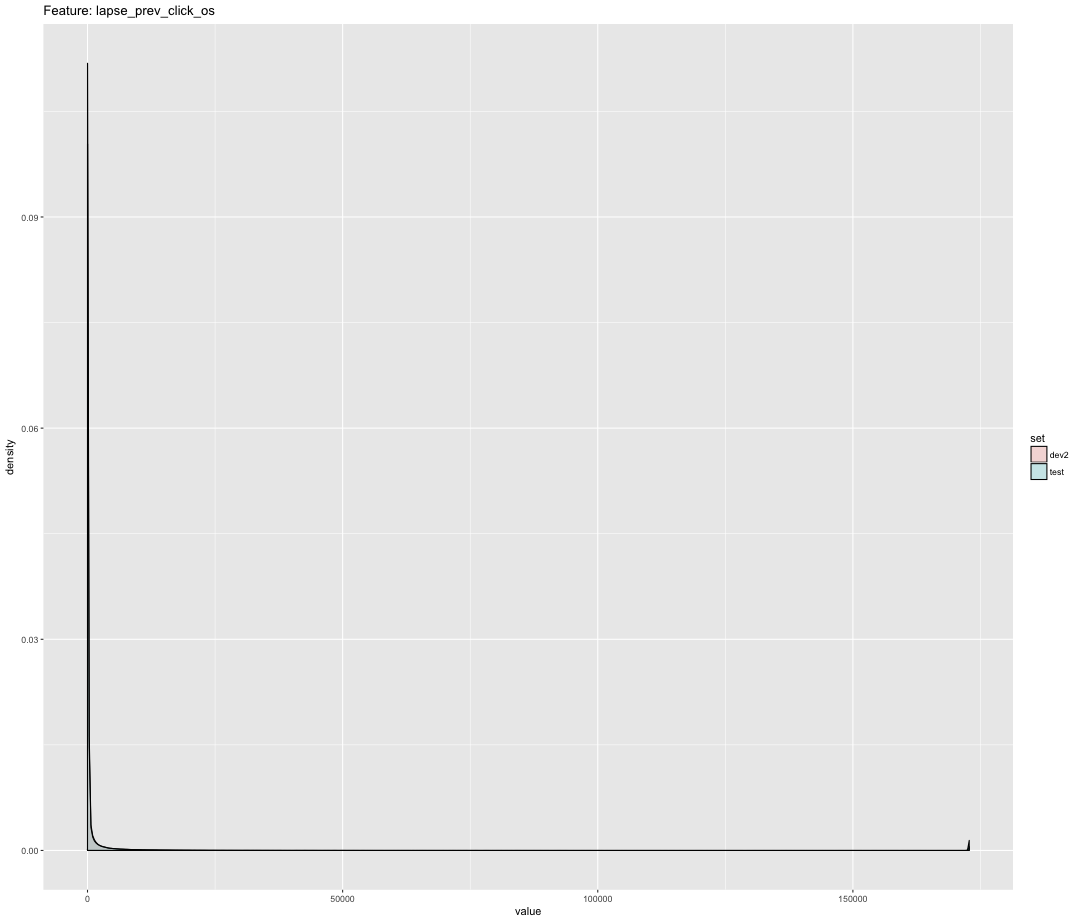 Feature: lapse_prev_click_os
density
0.09
0.06
0.03
0.00
0
50000
100000
150000
value
set
dev2
test